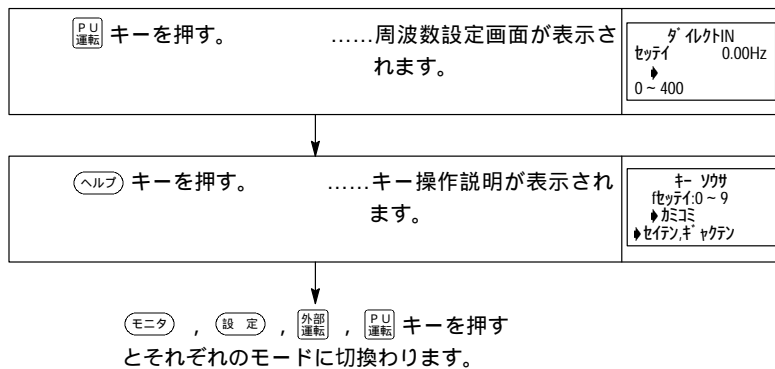 PU運転 キーを押す。 ……周波数設定画面が表示さ
れます。
ダイレクトIN
セッテイ 0.00Hz
0~400
ヘルプ キーを押す。 ……キー操作説明が表示され
ます。
キー ソウサ
fセッテイ:0~9
カミコミ
セイテン,ギャクテン
モニタ , 設 定 , 外部運転 , PU運転 キーを押す
とそれぞれのモードに切換わります。